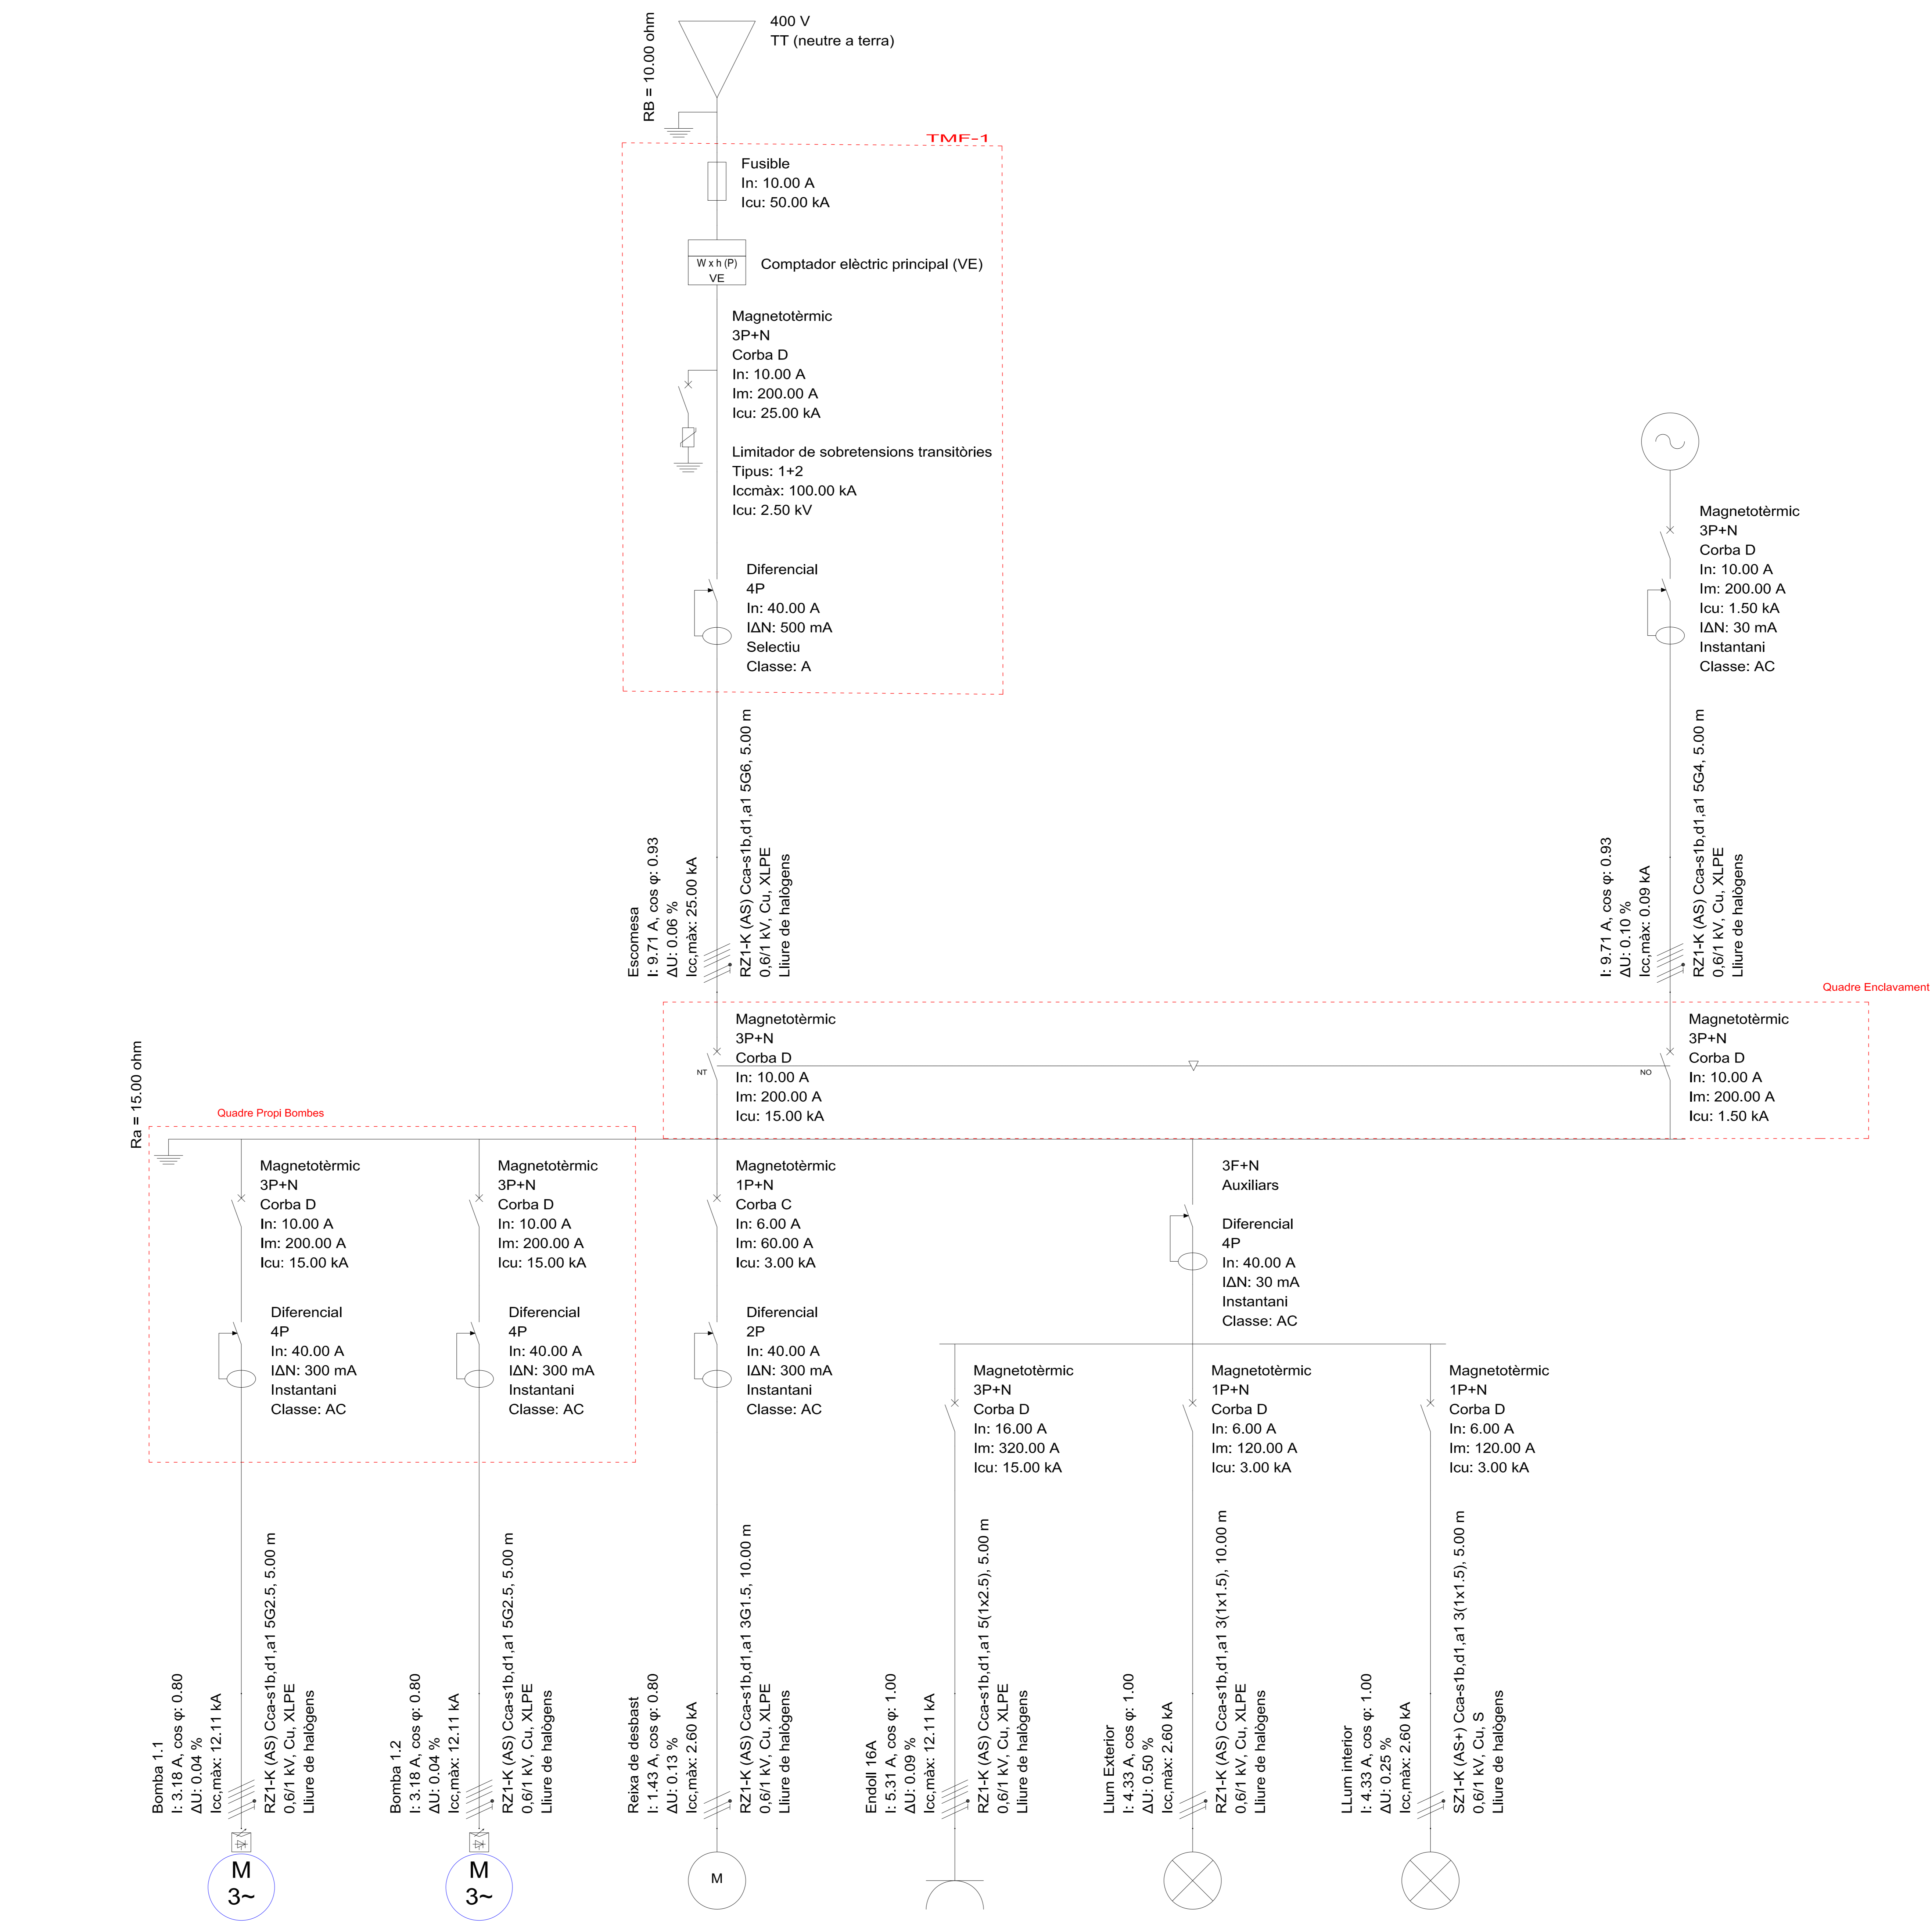 RB = 10.00 ohm
400 V
TT (neutre a terra)
TMF-1
Fusible
In: 10.00 A
Icu: 50.00 kA
W x h (P)
VE
Comptador elèctric principal (VE)
Magnetotèrmic
3P+N
Corba D
In: 10.00 A
Im: 200.00 A
Icu: 25.00 kA
Limitador de sobretensions transitòries
Tipus: 1+2
Iccmàx: 100.00 kA
Icu: 2.50 kV
Diferencial
4P
In: 40.00 A
IΔN: 500 mA
Selectiu
Classe: A
Magnetotèrmic
3P+N
Corba D
In: 10.00 A
Im: 200.00 A
Icu: 1.50 kA
IΔN: 30 mA
Instantani
Classe: AC
Escomesa
I: 9.71 A, cos φ: 0.93
ΔU: 0.06 %
Icc,màx: 25.00 kA
RZ1-K (AS) Cca-s1b,d1,a1 5G6, 5.00 m
0,6/1 kV, Cu, XLPE
Lliure de halògens
I: 9.71 A, cos φ: 0.93
ΔU: 0.10 %
Icc,màx: 0.09 kA
RZ1-K (AS) Cca-s1b,d1,a1 5G4, 5.00 m
0,6/1 kV, Cu, XLPE
Lliure de halògens
Quadre Enclavament
Magnetotèrmic
3P+N
Corba D
NT
In: 10.00 A
Im: 200.00 A
Icu: 15.00 kA
Magnetotèrmic
3P+N
Corba D
NO
In: 10.00 A
Im: 200.00 A
Icu: 1.50 kA
Ra = 15.00 ohm
Quadre Propi Bombes
Magnetotèrmic
3P+N
Corba D
In: 10.00 A
Im: 200.00 A
Icu: 15.00 kA
Diferencial
4P
In: 40.00 A
IΔN: 300 mA
Instantani
Classe: AC
Magnetotèrmic
3P+N
Corba D
In: 10.00 A
Im: 200.00 A
Icu: 15.00 kA
Diferencial
4P
In: 40.00 A
IΔN: 300 mA
Instantani
Classe: AC
Magnetotèrmic
1P+N
Corba C
In: 6.00 A
Im: 60.00 A
Icu: 3.00 kA
Diferencial
2P
In: 40.00 A
IΔN: 300 mA
Instantani
Classe: AC
3F+N
Auxiliars
Diferencial
4P
In: 40.00 A
IΔN: 30 mA
Instantani
Classe: AC
Magnetotèrmic
3P+N
Corba D
In: 16.00 A
Im: 320.00 A
Icu: 15.00 kA
Magnetotèrmic
1P+N
Corba D
In: 6.00 A
Im: 120.00 A
Icu: 3.00 kA
Magnetotèrmic
1P+N
Corba D
In: 6.00 A
Im: 120.00 A
Icu: 3.00 kA
Bomba 1.1
I: 3.18 A, cos φ: 0.80
ΔU: 0.04 %
Icc,màx: 12.11 kA
RZ1-K (AS) Cca-s1b,d1,a1 5G2.5, 5.00 m
0,6/1 kV, Cu, XLPE
Lliure de halògens
Bomba 1.2
I: 3.18 A, cos φ: 0.80
ΔU: 0.04 %
Icc,màx: 12.11 kA
RZ1-K (AS) Cca-s1b,d1,a1 5G2.5, 5.00 m
0,6/1 kV, Cu, XLPE
Lliure de halògens
Reixa de desbast
I: 1.43 A, cos φ: 0.80
ΔU: 0.13 %
Icc,màx: 2.60 kA
RZ1-K (AS) Cca-s1b,d1,a1 3G1.5, 10.00 m
0,6/1 kV, Cu, XLPE
Lliure de halògens
Endoll 16A
I: 5.31 A, cos φ: 1.00
ΔU: 0.09 %
Icc,màx: 12.11 kA
RZ1-K (AS) Cca-s1b,d1,a1 5(1x2.5), 5.00 m
0,6/1 kV, Cu, XLPE
Lliure de halògens
Llum Exterior
I: 4.33 A, cos φ: 1.00
ΔU: 0.50 %
Icc,màx: 2.60 kA
RZ1-K (AS) Cca-s1b,d1,a1 3(1x1.5), 10.00 m
0,6/1 kV, Cu, XLPE
Lliure de halògens
LLum interior
I: 4.33 A, cos φ: 1.00
ΔU: 0.25 %
Icc,màx: 2.60 kA
SZ1-K (AS+) Cca-s1b,d1,a1 3(1x1.5), 5.00 m
0,6/1 kV, Cu, S
Lliure de halògens
M
3~
M
3~
M